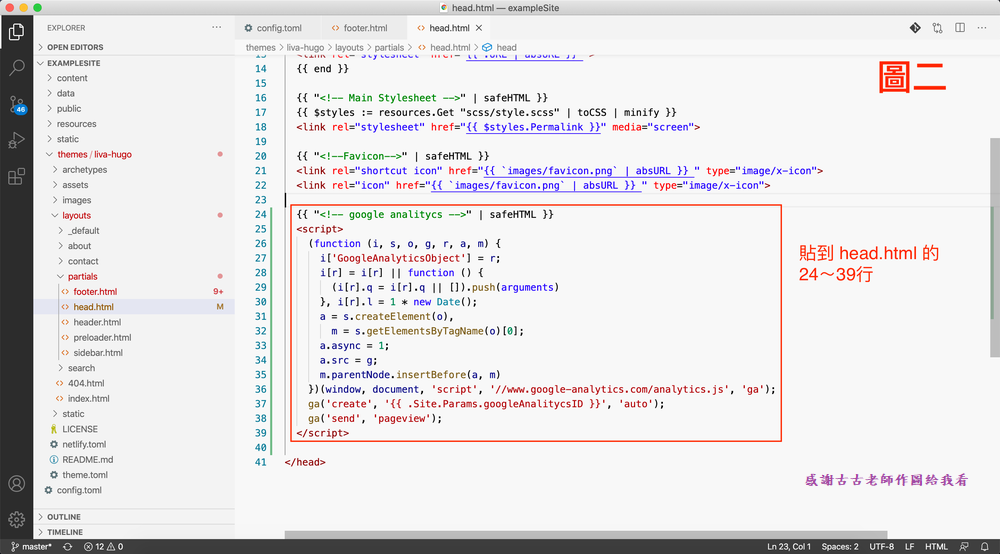 head.html — exampleSite
EXPLORER
OPEN EDITORS
EXAMPLESITE
content
data
public
resources
static
themes / liva-hugo
archetypes
assets
images
layouts
_default
about
contact
partials
footer.html 9+
head.html M
header.html
preloader.html
sidebar.html
search
404.html
index.html
static
LICENSE
netlify.toml
README.md
theme.toml
config.toml
OUTLINE
TIMELINE
46
config.toml footer.html head.html
themes › liva-hugo › layouts › partials › head.html › head
13 <link rel="stylesheet" href="{{ .URL | absURL }}">
14 {{ end }}
15
16 {{ "<!-- Main Stylesheet -->" | safeHTML }}
17 {{ $styles := resources.Get "scss/style.scss" | toCSS | minify }}
18 <link rel="stylesheet" href="{{ $styles.Permalink }}" media="screen">
19
20 {{ "<!--Favicon-->" | safeHTML }}
21 <link rel="shortcut icon" href="{{ `images/favicon.png` | absURL }} " type="image/x-icon">
22 <link rel="icon" href="{{ `images/favicon.png` | absURL }} " type="image/x-icon">
23
24 {{ "<!-- google analitycs -->" | safeHTML }}
25 <script>
26 (function (i, s, o, g, r, a, m) {
27 i['GoogleAnalyticsObject'] = r;
28 i[r] = i[r] || function () {
29 (i[r].q = i[r].q || []).push(arguments)
30 }, i[r].l = 1 * new Date();
31 a = s.createElement(o),
32 m = s.getElementsByTagName(o)[0];
33 a.async = 1;
34 a.src = g;
35 m.parentNode.insertBefore(a, m)
36 })(window, document, 'script', '//www.google-analytics.com/analytics.js', 'ga');
37 ga('create', '{{ .Site.Params.googleAnalitycsID }}', 'auto');
38 ga('send', 'pageview');
39 </script>
40
41 </head>
圖二
貼到 head.html 的
24～39行
感謝古古老師作圖給我看
master* 12 0 Ln 23, Col 1 Spaces: 2 UTF-8 LF HTML